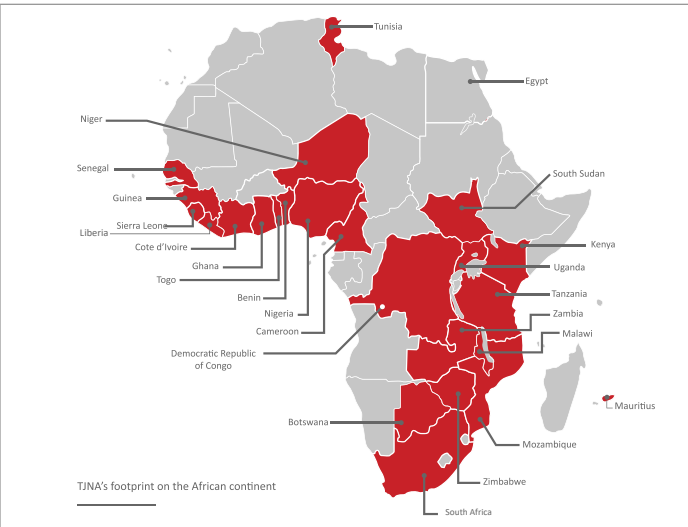 Tunisia
Egypt
Niger
Senegal
South Sudan
Guinea
Sierra Leone
Liberia
Cote d'Ivoire
Kenya
Ghana
Uganda
Togo
Tanzania
Benin
Nigeria
Zambia
Cameroon
Malawi
Democratic Republic
of Congo
Mauritius
Botswana
Mozambique
Zimbabwe
TJNA's footprint on the African continent
South Africa